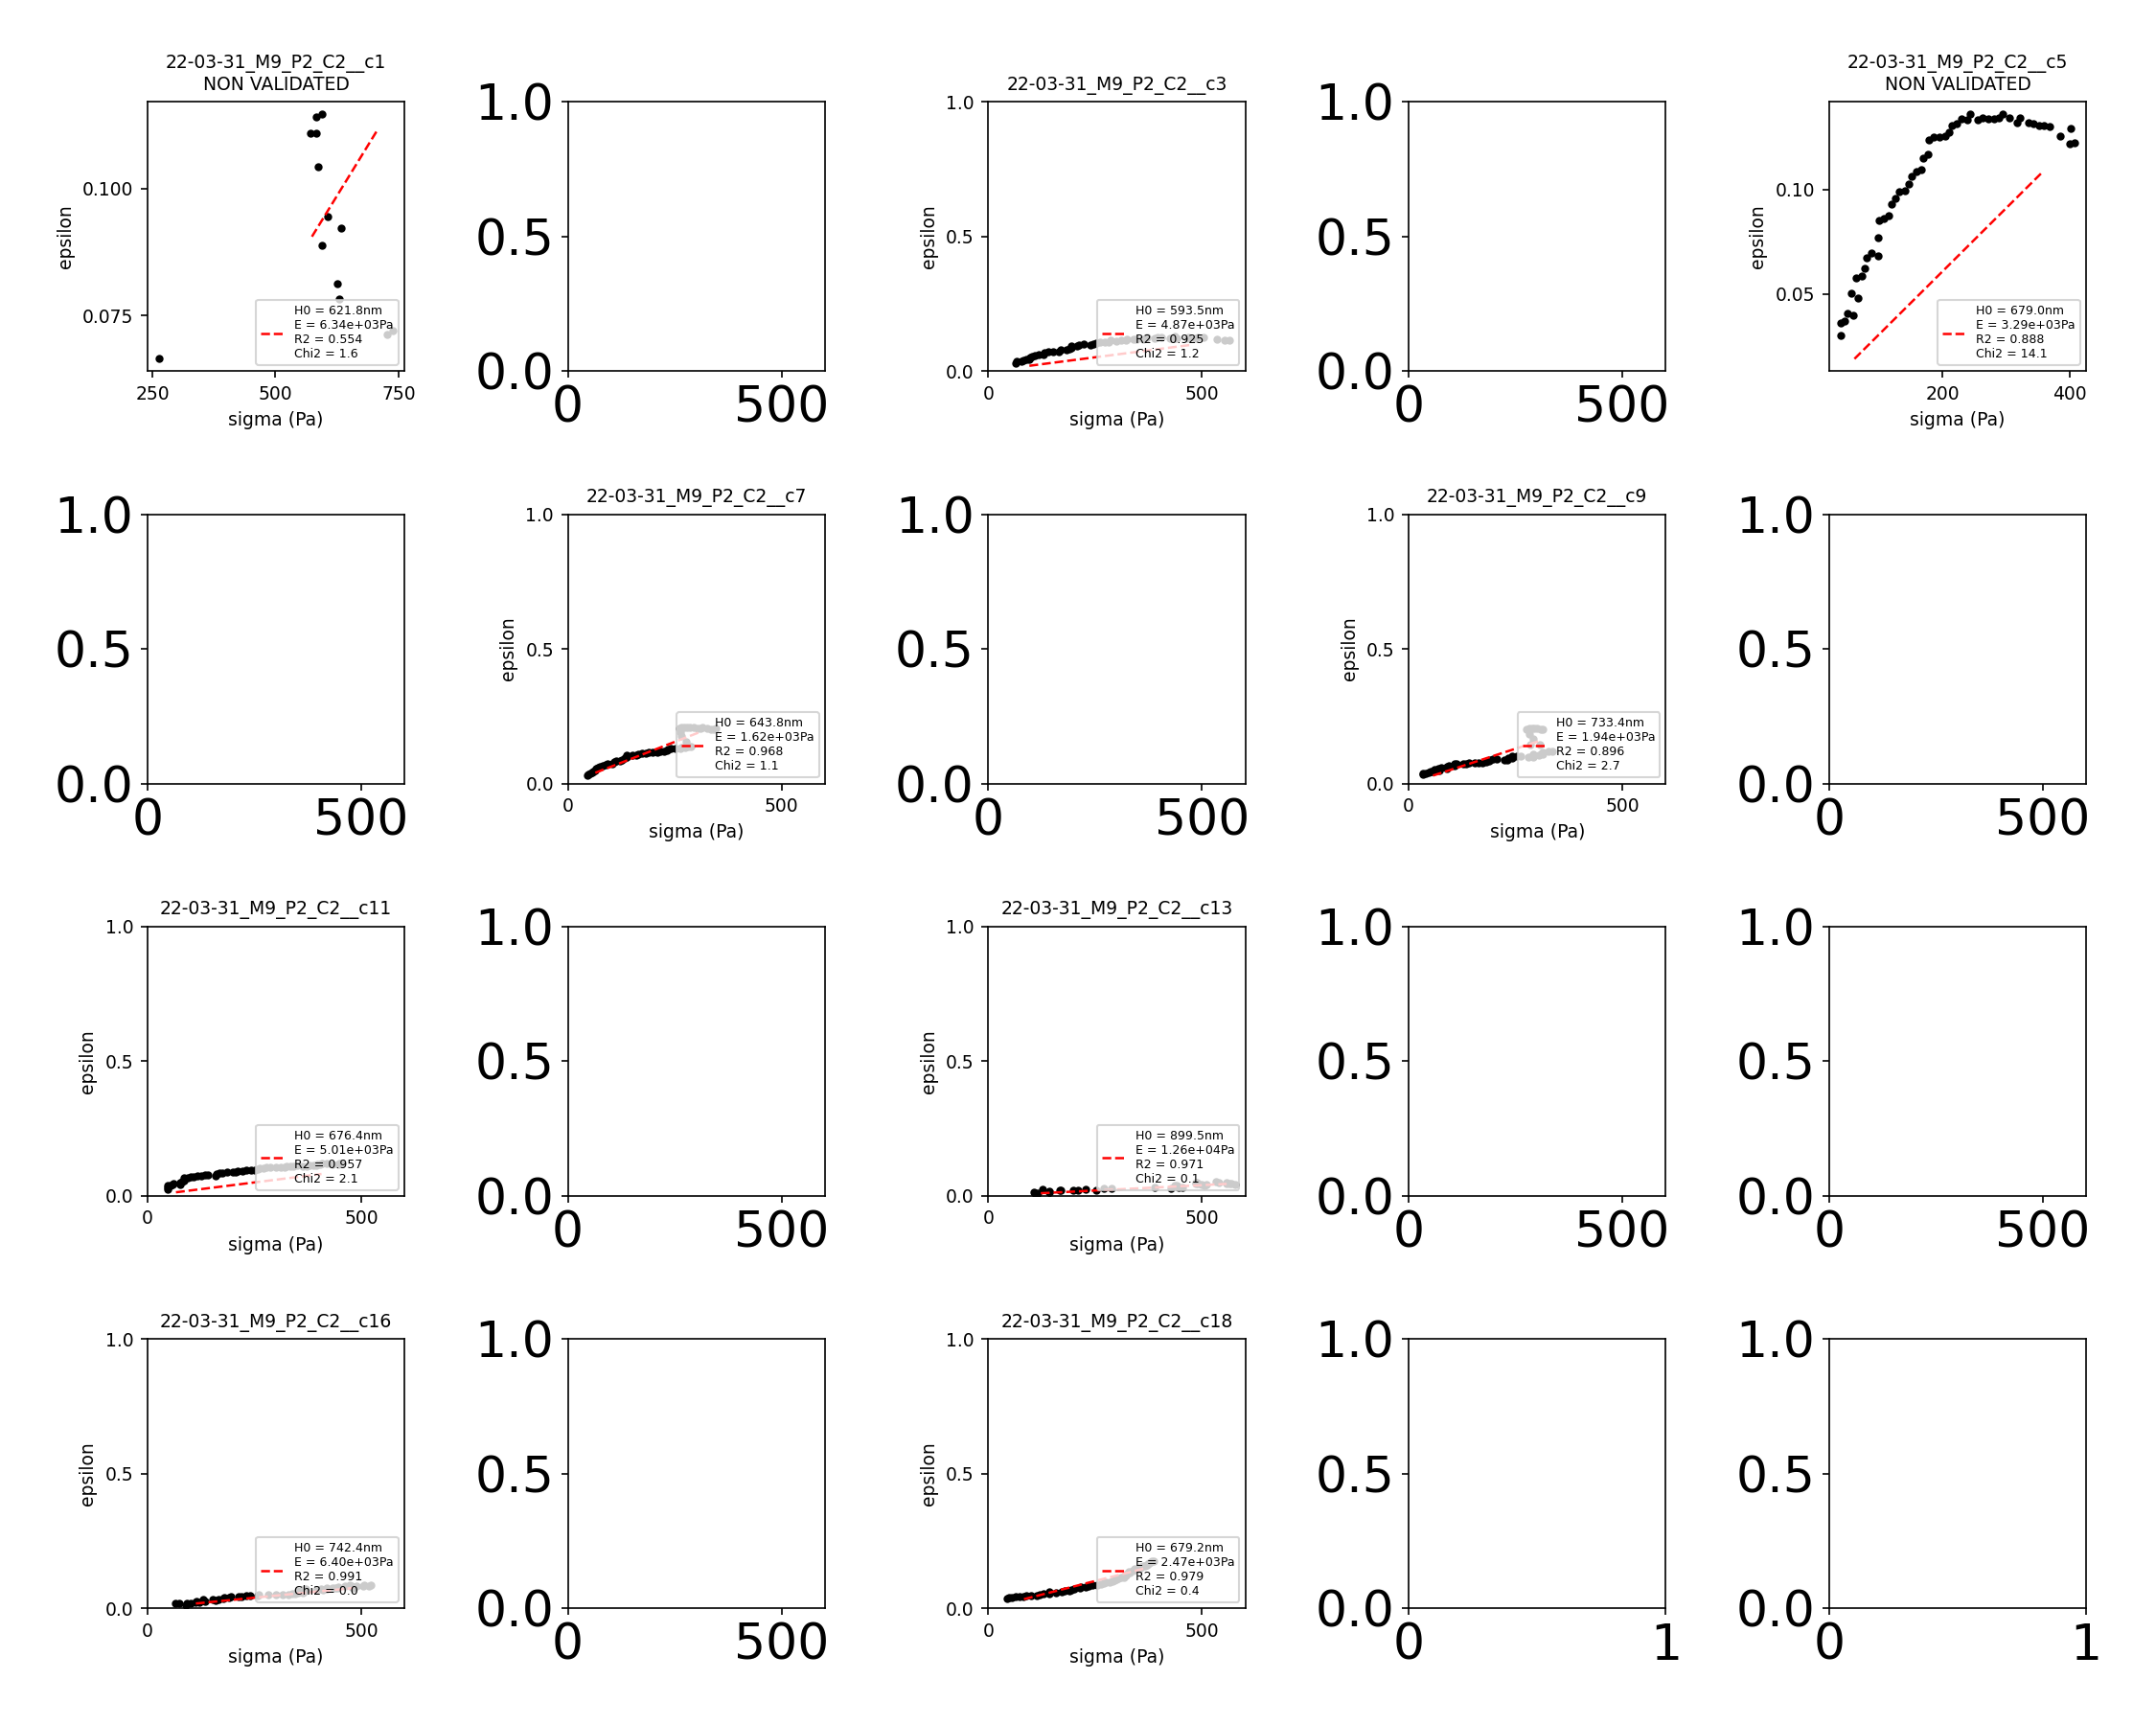 22-03-31_M9_P2_C2__c1
NON VALIDATED
epsilon
0.100
0.075
250 500 750
sigma (Pa)
H0 = 621.8nm
E = 6.34e+03Pa
R2 = 0.554
Chi2 = 1.6
1.0
0.5
0.0
0 500
22-03-31_M9_P2_C2__c3
epsilon
1.0
0.5
0.0
0 500
sigma (Pa)
H0 = 593.5nm
E = 4.87e+03Pa
R2 = 0.925
Chi2 = 1.2
1.0
0.5
0.0
0 500
22-03-31_M9_P2_C2__c5
NON VALIDATED
epsilon
0.10
0.05
200 400
sigma (Pa)
H0 = 679.0nm
E = 3.29e+03Pa
R2 = 0.888
Chi2 = 14.1
1.0
0.5
0.0
0 500
22-03-31_M9_P2_C2__c7
epsilon
1.0
0.5
0.0
0 500
sigma (Pa)
H0 = 643.8nm
E = 1.62e+03Pa
R2 = 0.968
Chi2 = 1.1
1.0
0.5
0.0
0 500
22-03-31_M9_P2_C2__c9
epsilon
1.0
0.5
0.0
0 500
sigma (Pa)
H0 = 733.4nm
E = 1.94e+03Pa
R2 = 0.896
Chi2 = 2.7
1.0
0.5
0.0
0 500
22-03-31_M9_P2_C2__c11
epsilon
1.0
0.5
0.0
0 500
sigma (Pa)
H0 = 676.4nm
E = 5.01e+03Pa
R2 = 0.957
Chi2 = 2.1
1.0
0.5
0.0
0 500
22-03-31_M9_P2_C2__c13
epsilon
1.0
0.5
0.0
0 500
sigma (Pa)
H0 = 899.5nm
E = 1.26e+04Pa
R2 = 0.971
Chi2 = 0.1
1.0
0.5
0.0
0 500
1.0
0.5
0.0
0 500
22-03-31_M9_P2_C2__c16
epsilon
1.0
0.5
0.0
0 500
sigma (Pa)
H0 = 742.4nm
E = 6.40e+03Pa
R2 = 0.991
Chi2 = 0.0
1.0
0.5
0.0
0 500
22-03-31_M9_P2_C2__c18
epsilon
1.0
0.5
0.0
0 500
sigma (Pa)
H0 = 679.2nm
E = 2.47e+03Pa
R2 = 0.979
Chi2 = 0.4
1.0
0.5
0.0
0 1
1.0
0.5
0.0
0 1